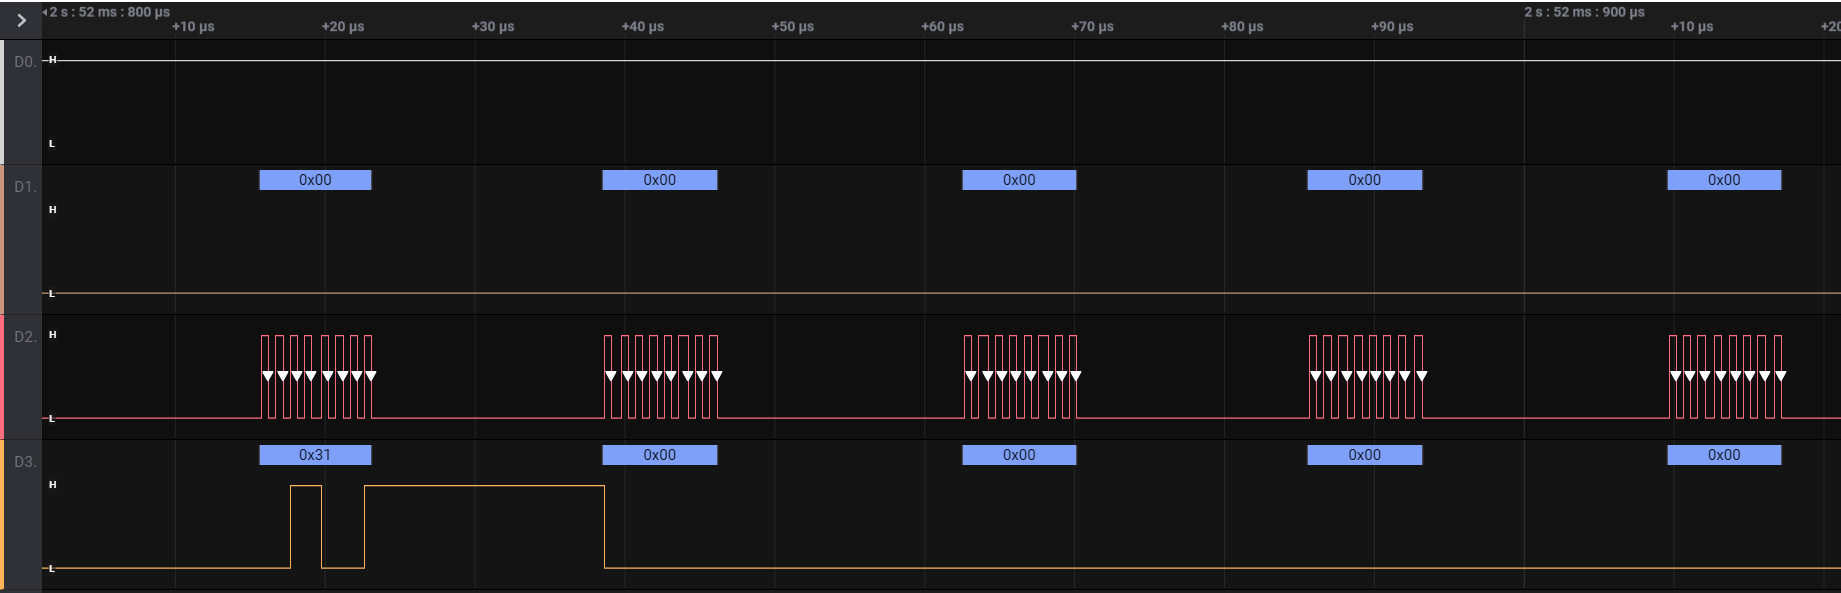 2 s : 52 ms : 800 µs
2 s : 52 ms : 900 µs
+10 µs +20 µs +30 µs +40 µs +50 µs +60 µs +70 µs +80 µs +90 µs +10 µs +20
D0. H
L
D1. 0x00 0x00 0x00 0x00 0x00
H
L
D2. H
L
D3. 0x31 0x00 0x00 0x00 0x00
H
L